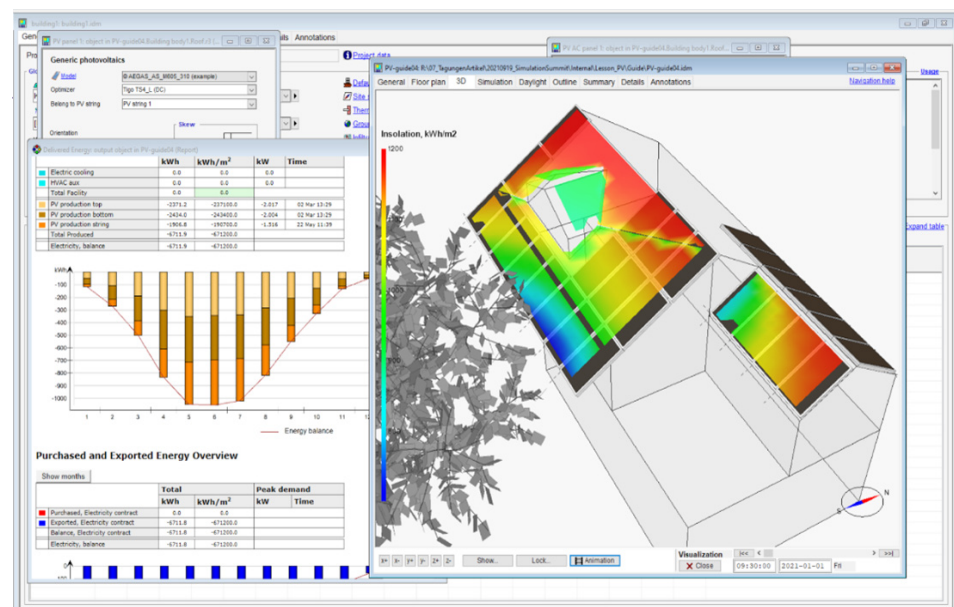 building1: building1.idm
ils Annotations
Project data
Usage
Expand table
PV panel 1: object in PV-guide04.Building body1.Roof
Generic photovoltaics
Model
Optimizer Tigo TS4_L (DC)
Belong to PV string PV string 1
Orientation
PV AC panel 1: object in PV-guide04.Building body1.Roof...
Delivered Energy: output object in PV-guide04 (Report)
kWh kWh/m2 kW Time
Electric cooling 0.0 0.0 0.0
HVAC aux 0.0 0.0 0.0
Total Facility 0.0 0.0
PV production top -2371.2 -237100.0 -2.017 02 Mar 13:29
PV production bottom -2434.0 -243400.0 -2.004 02 Mar 13:29
PV production string -1906.8 -190700.0 -1.516 22 May 11:39
Total Produced -6711.9 -671200.0
Electricity, balance -6711.9 -671200.0
kWh
-100
-200
-300
-400
-500
-600
-700
-800
-900
-1000
1 2 3 4 5 6 7 8 9 10 11
Energy balance
Purchased and Exported Energy Overview
Show months
Total Peak demand
kWh kWh/m2 kW Time
Purchased, Electricity contract 0.0 0.0
Exported, Electricity contract -6711.8 -671200.0
Balance, Electricity contract -6711.8 -671200.0
Electricity, balance -6711.8 -671200.0
0
PV-guide04: R:\07_TagungenArtikel\20210919_SimulationSummit\Internal\Lesson_PV\Guide\PV-guide04.idm
General Floor plan 3D Simulation Daylight Outline Summary Details Annotations
Navigation help
Insolation, kWh/m2
1200
N
S
x+ x- y+ y- z+ z-
Show... Lock... Animation
Visualization
Close 09:30:00 2021-01-01 Fri